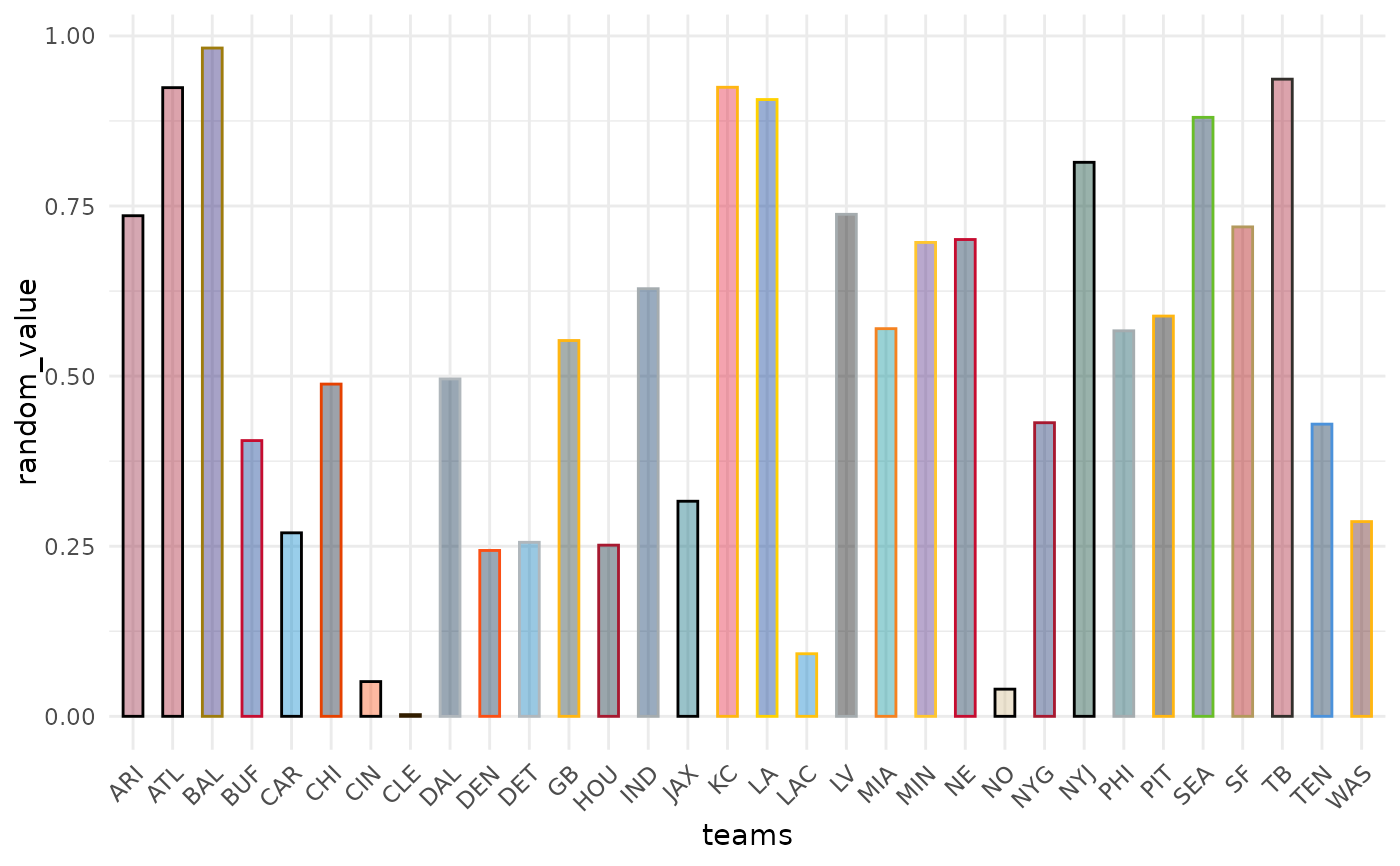 1.00
0.75
0.50
0.25
0.00
random_value
ARI ATL BAL BUF CAR CHI CIN CLE DAL DEN DET GB HOU IND JAX KC LA LAC LV MIA MIN NE NO NYG NYJ PHI PIT SEA SF TB TEN WAS
teams